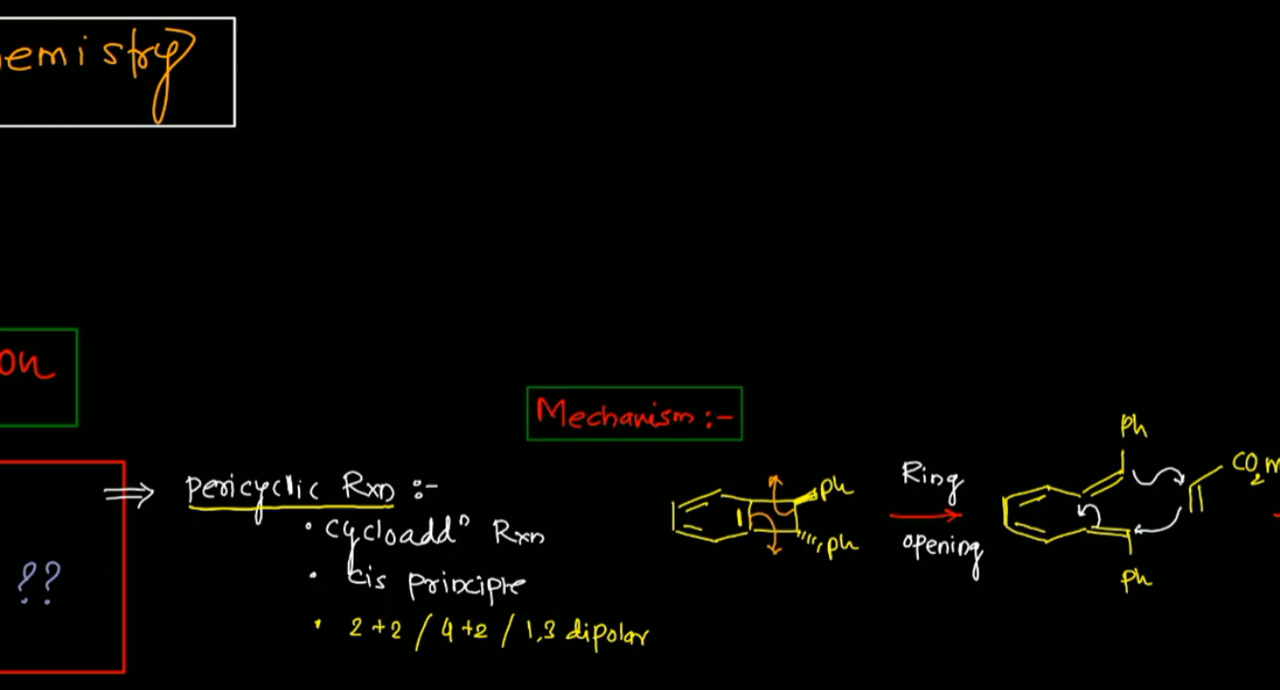 emistry
on
Mechanism :-
⇒ pericyclic Rxn :-
• cycloaddⁿ Rxn
• cis principle
• 2+2 / 4+2 / 1,3 dipolar
??
Ph
Ph
Ring
opening
Ph
CO₂m
Ph